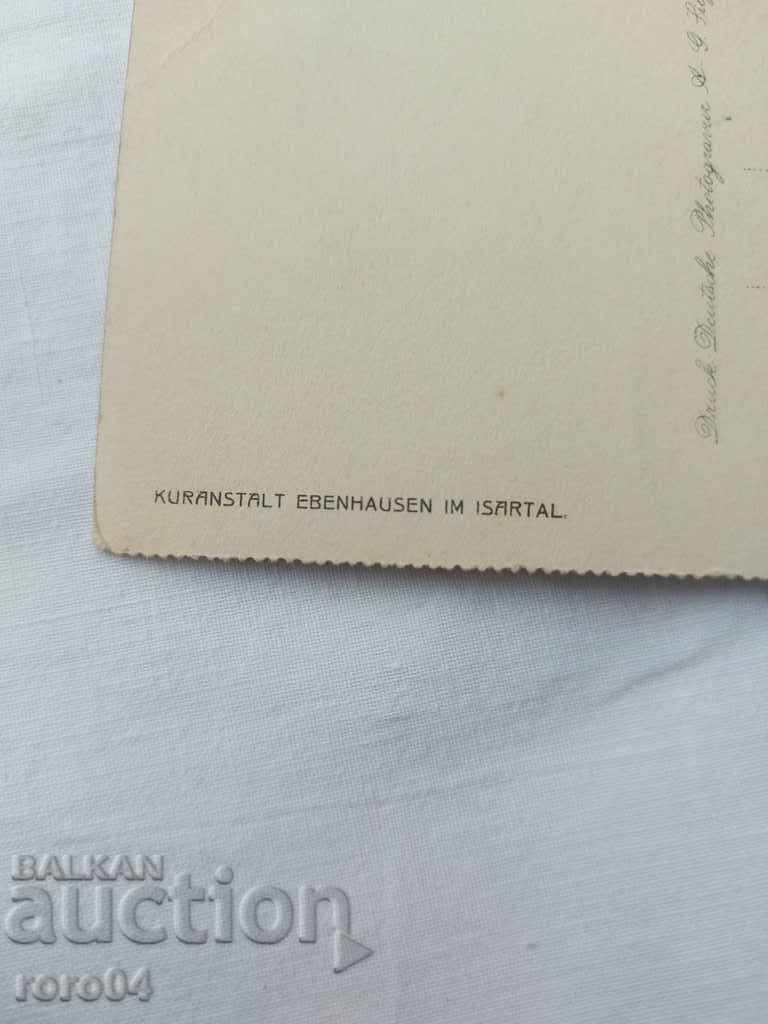 Druck Deutsche Photogravur A-G
KURANSTALT EBENHAUSEN IM ISARTAL.
BALKAN
auction
roro04